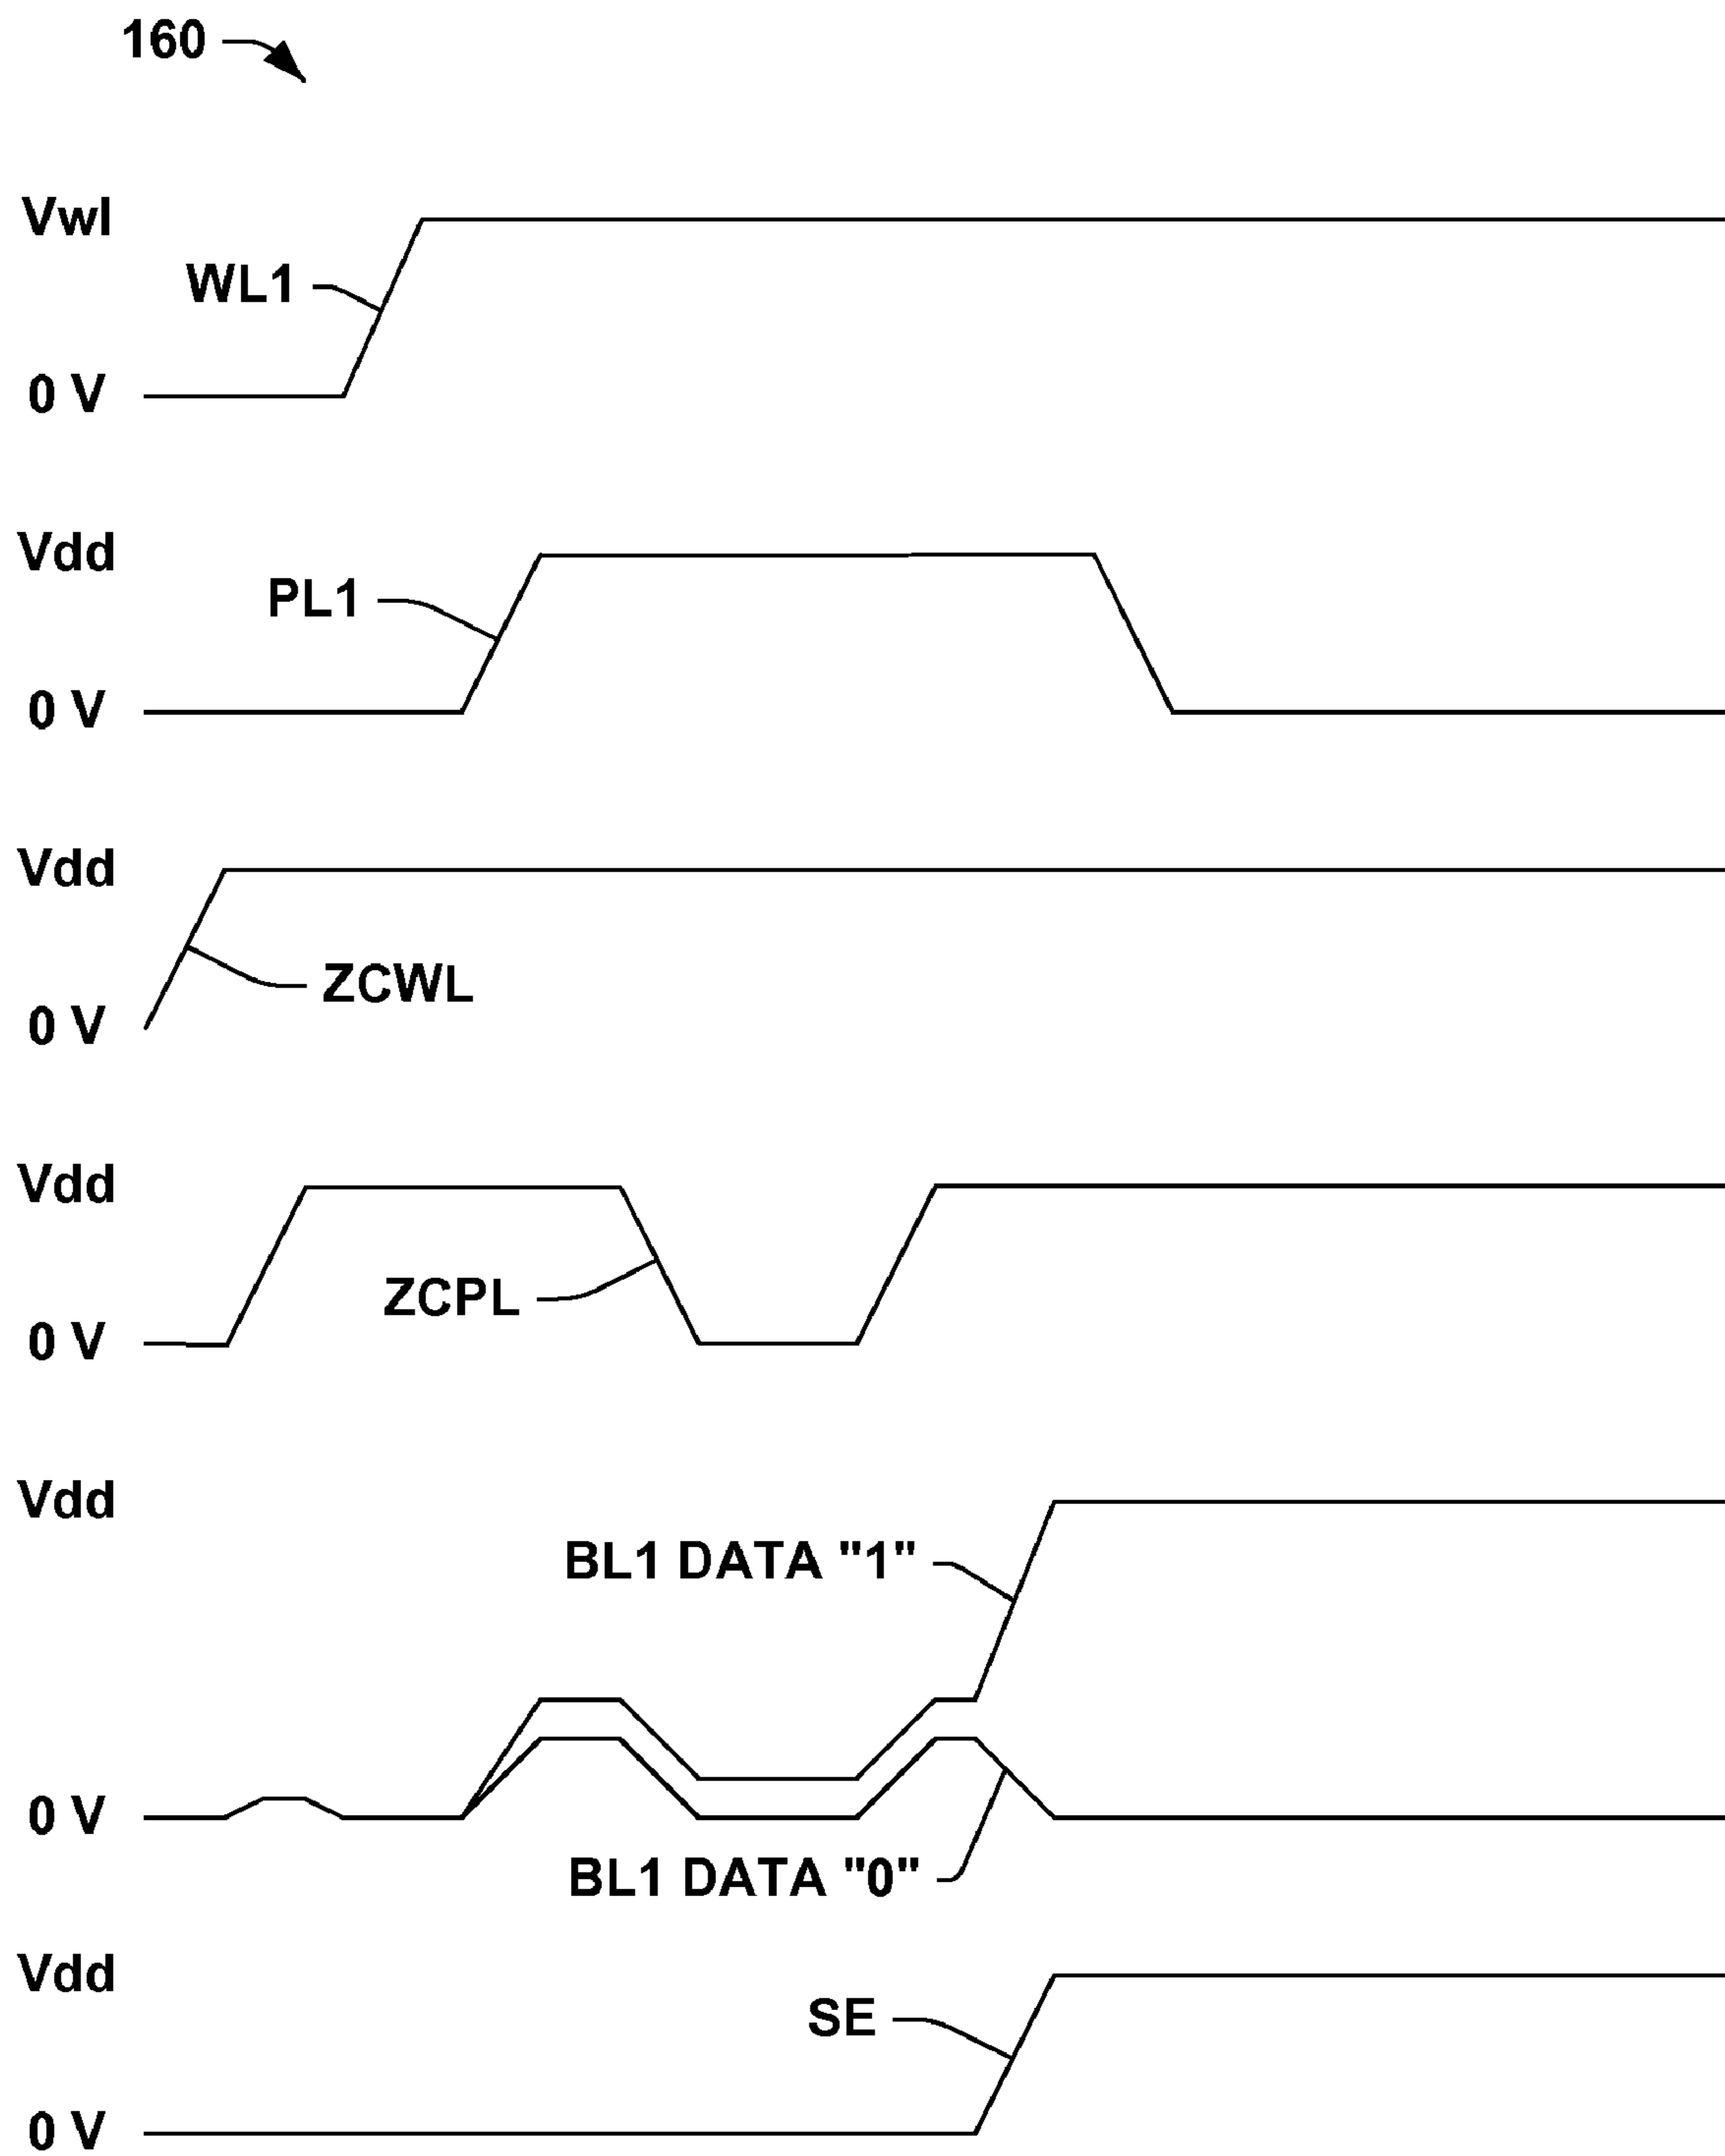 160
Vwl
WL1
0 V
Vdd
PL1
0 V
Vdd
ZCWL
0 V
Vdd
ZCPL
0 V
Vdd
BL1 DATA "1"
0 V
BL1 DATA "0"
Vdd
SE
0 V